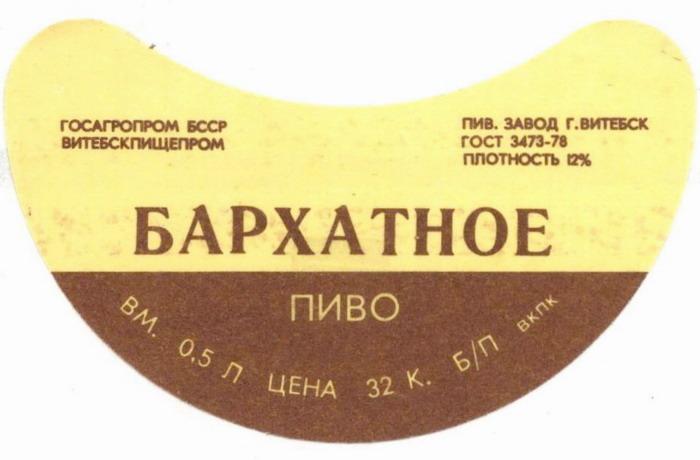 ГОСАГРОПРОМ БССР
ВИТЕБСКПИЩЕПРОМ
ПИВ. ЗАВОД Г. ВИТЕБСК
ГОСТ 3473-78
ПЛОТНОСТЬ 12%
БАРХАТНОЕ
ПИВО
ВМ. 0,5 Л ЦЕНА 32 К. Б/П ВКПК